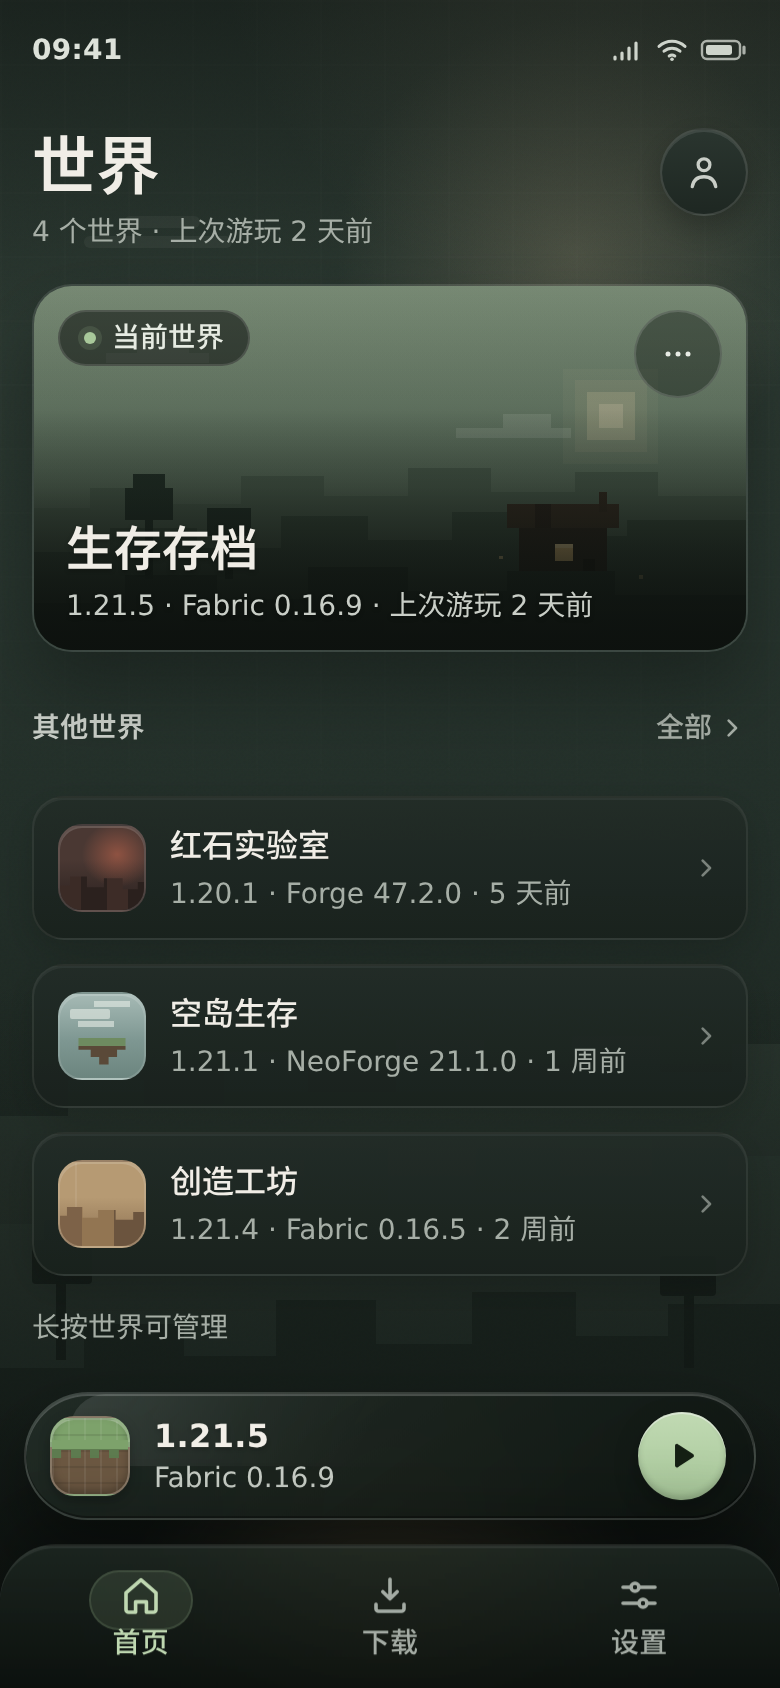 09:41
世界
4 个世界 · 上次游玩 2 天前
当前世界
生存存档
1.21.5 · Fabric 0.16.9 · 上次游玩 2 天前
其他世界
全部
红石实验室
1.20.1 · Forge 47.2.0 · 5 天前
空岛生存
1.21.1 · NeoForge 21.1.0 · 1 周前
创造工坊
1.21.4 · Fabric 0.16.5 · 2 周前
长按世界可管理
1.21.5
Fabric 0.16.9
首页
下载
设置